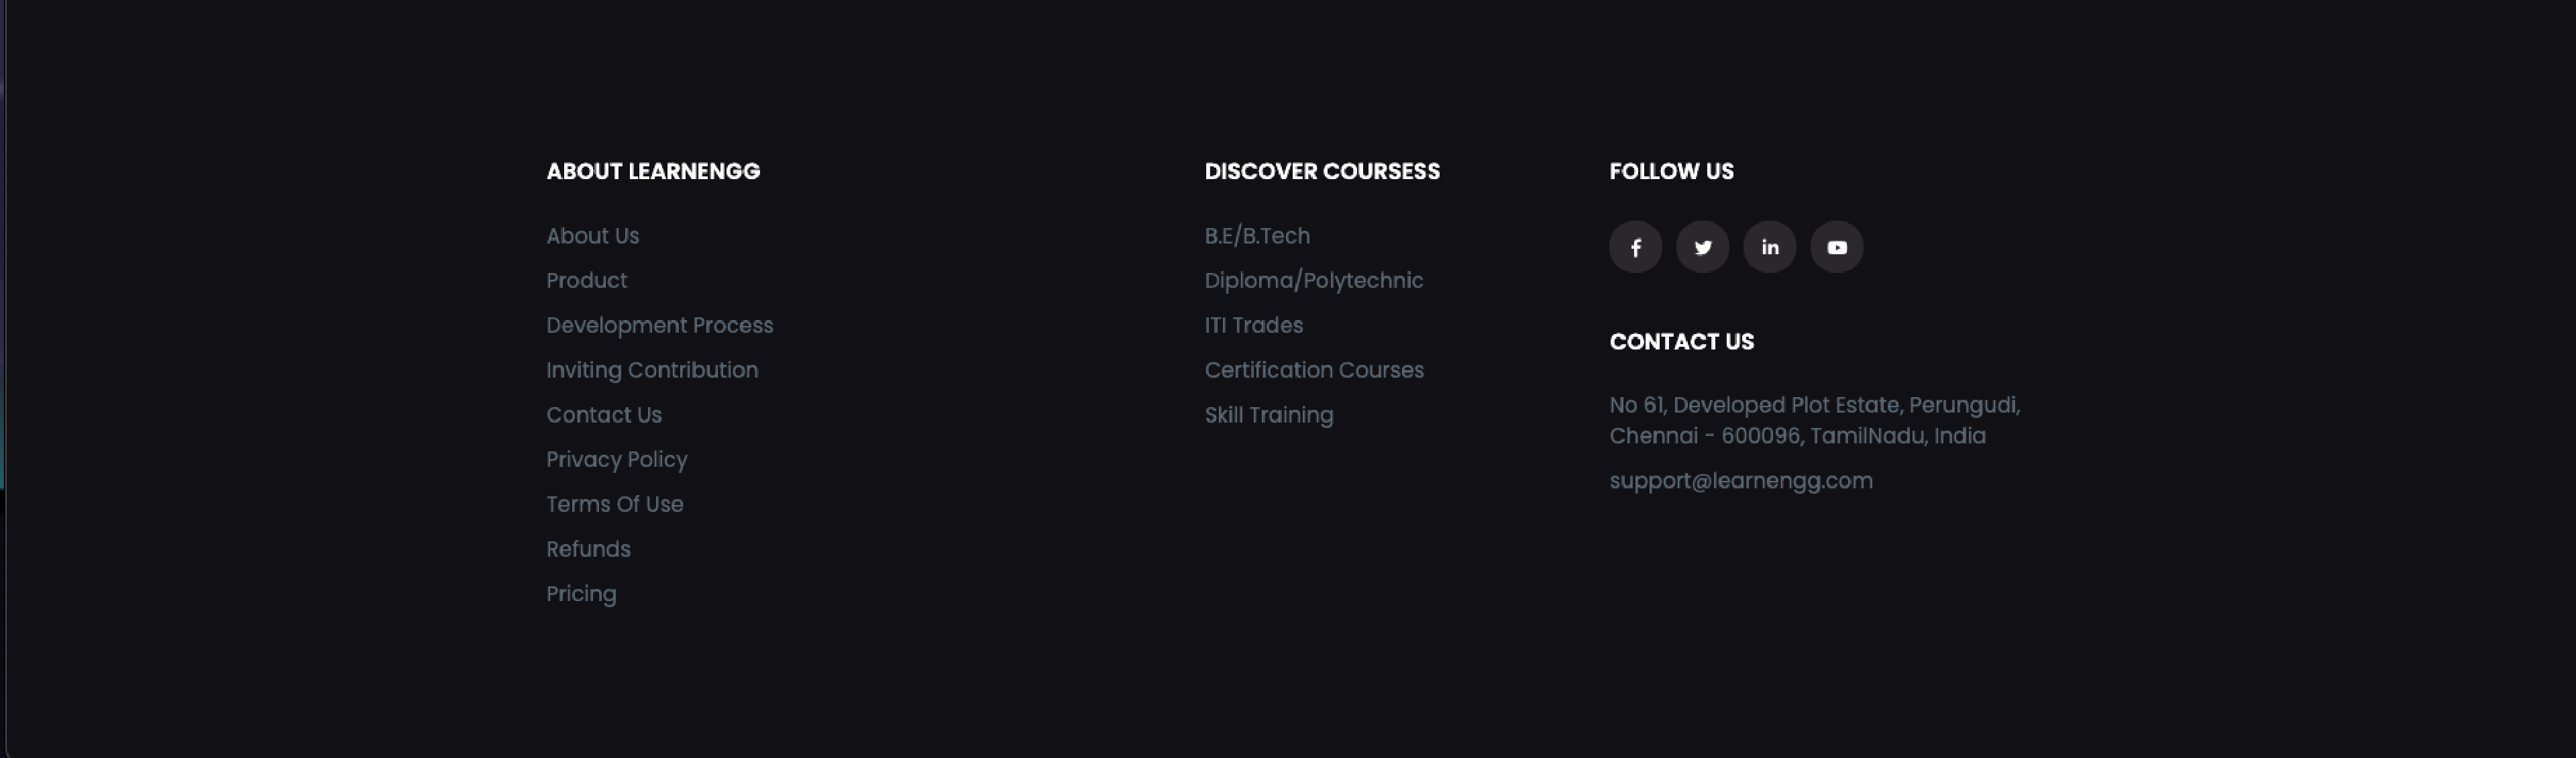 ABOUT LEARNENGG
About Us
Product
Development Process
Inviting Contribution
Contact Us
Privacy Policy
Terms Of Use
Refunds
Pricing
DISCOVER COURSESS
B.E/B.Tech
Diploma/Polytechnic
ITI Trades
Certification Courses
Skill Training
FOLLOW US
CONTACT US
No 61, Developed Plot Estate, Perungudi,
Chennai - 600096, TamilNadu, India
support@learnengg.com